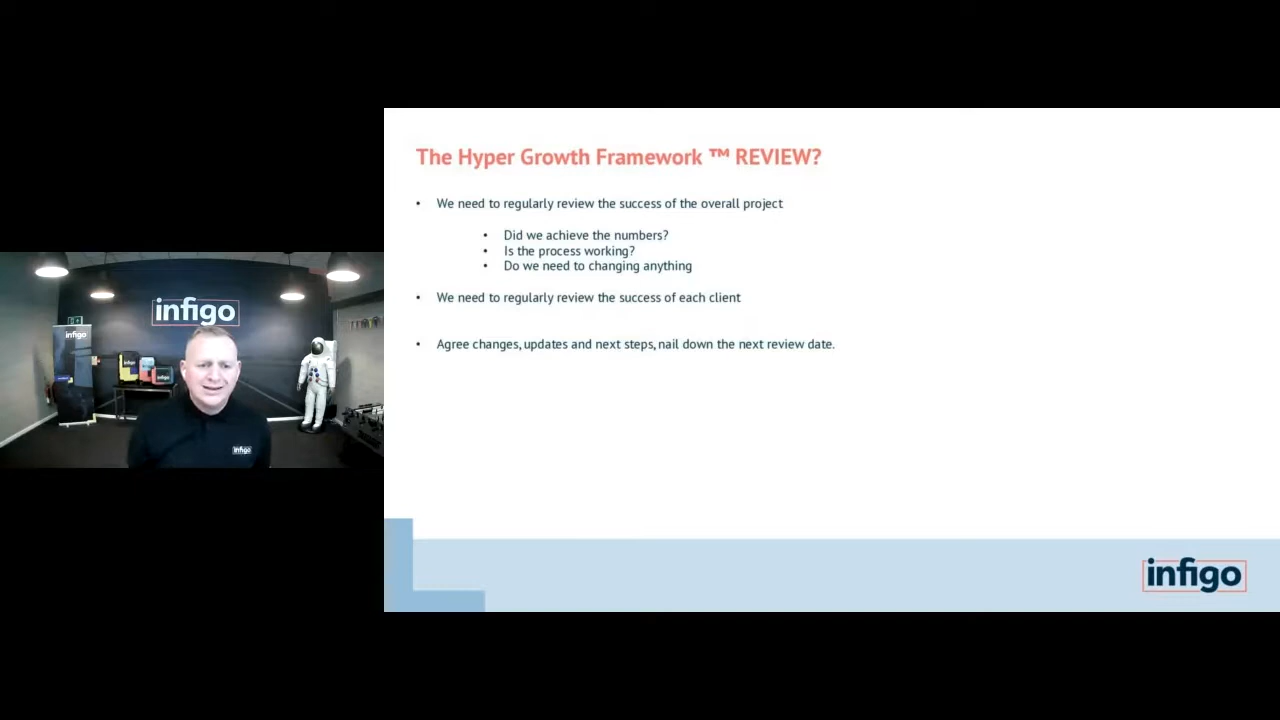 The Hyper Growth Framework ™ REVIEW?
• We need to regularly review the success of the overall project
• Did we achieve the numbers?
• Is the process working?
• Do we need to changing anything
• We need to regularly review the success of each client
• Agree changes, updates and next steps, nail down the next review date.
infigo
infigo
infigo
infigo
infigo
infigo